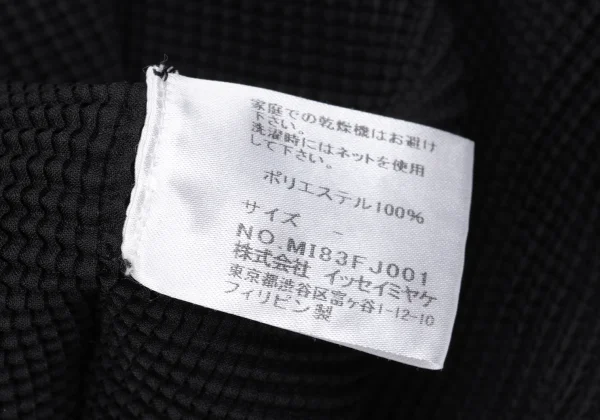 家庭での乾燥機はお避け
下さい。
洗濯時にはネットを使用
して下さい。
ポリエステル100%
サイズ －
NO.MI83FJ001
株式会社 イッセイミヤケ
東京都渋谷区富ヶ谷1-12-10
フィリピン製